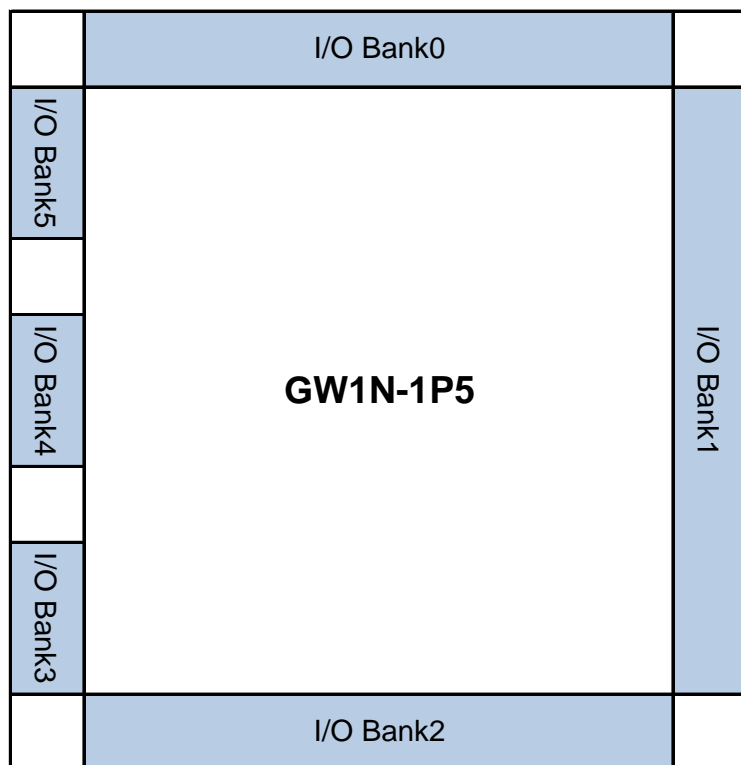 I/O Bank0
I/O Bank5
I/O Bank4
GW1N-1P5
I/O Bank1
I/O Bank3
I/O Bank2